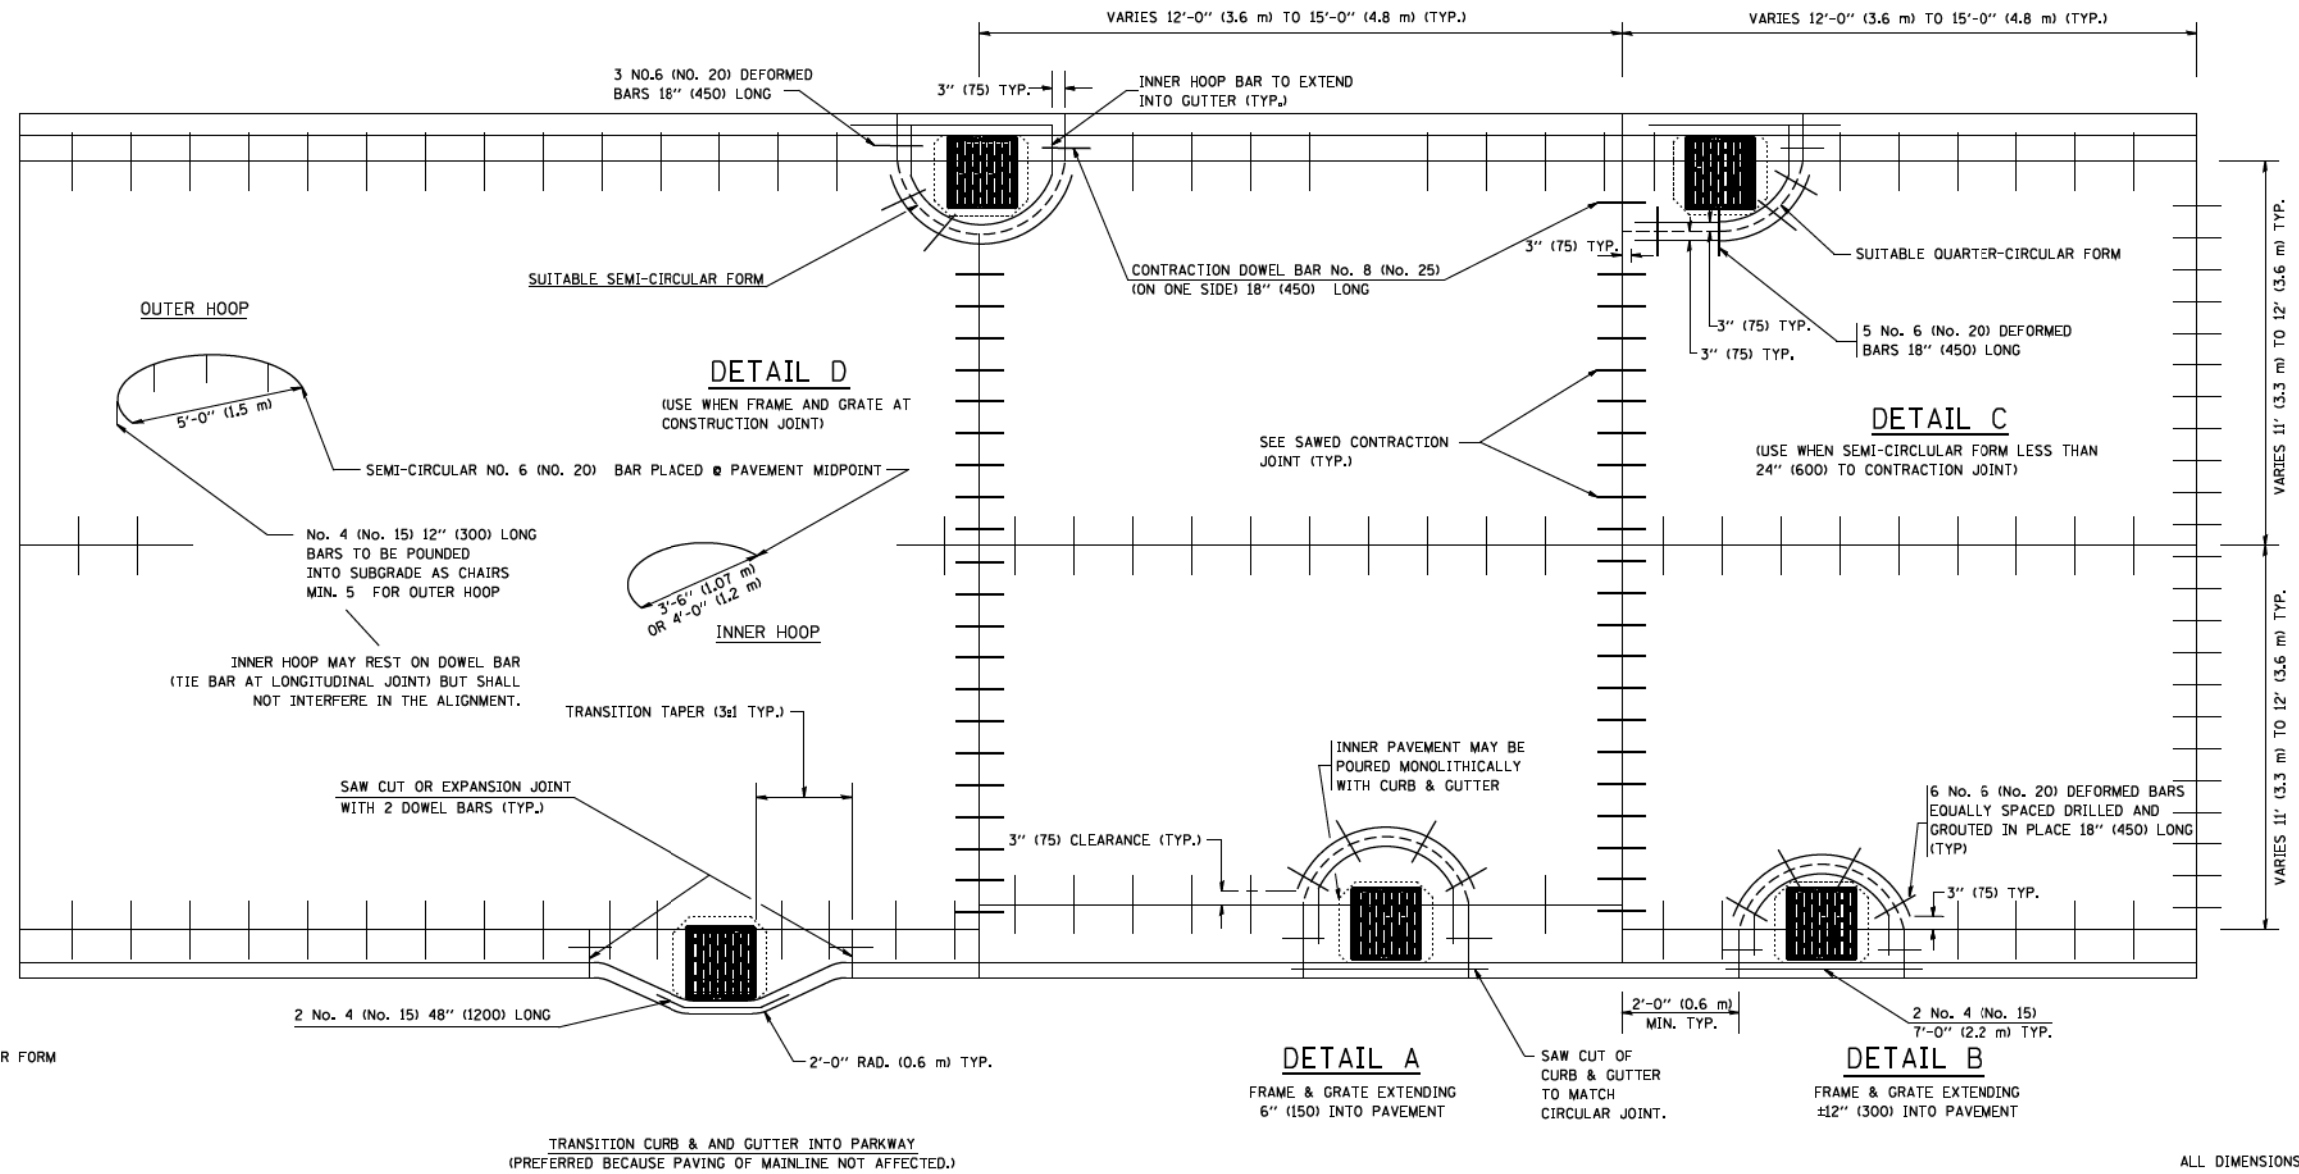 VARIES 12'-0" (3.6 m) TO 15'-0" (4.8 m) (TYP.)
VARIES 12'-0" (3.6 m) TO 15'-0" (4.8 m) (TYP.)
3 NO.6 (NO. 20) DEFORMED
BARS 18" (450) LONG
3" (75) TYP.
INNER HOOP BAR TO EXTEND
INTO GUTTER (TYP.)
SUITABLE SEMI-CIRCULAR FORM
CONTRACTION DOWEL BAR No. 8 (No. 25)
(ON ONE SIDE) 18" (450) LONG
3" (75) TYP.
SUITABLE QUARTER-CIRCULAR FORM
3" (75) TYP.
3" (75) TYP.
5 No. 6 (No. 20) DEFORMED
BARS 18" (450) LONG
VARIES 11' (3.3 m) TO 12' (3.6 m) TYP.
OUTER HOOP
5'-0" (1.5 m)
DETAIL D
(USE WHEN FRAME AND GRATE AT
CONSTRUCTION JOINT)
SEMI-CIRCULAR NO. 6 (NO. 20) BAR PLACED @ PAVEMENT MIDPOINT
SEE SAWED CONTRACTION
JOINT (TYP.)
DETAIL C
(USE WHEN SEMI-CIRCLULAR FORM LESS THAN
24" (600) TO CONTRACTION JOINT)
No. 4 (No. 15) 12" (300) LONG
BARS TO BE POUNDED
INTO SUBGRADE AS CHAIRS
MIN. 5 FOR OUTER HOOP
3'-6" (1.07 m)
OR 4'-0" (1.2 m)
INNER HOOP
INNER HOOP MAY REST ON DOWEL BAR
(TIE BAR AT LONGITUDINAL JOINT) BUT SHALL
NOT INTERFERE IN THE ALIGNMENT.
VARIES 11' (3.3 m) TO 12' (3.6 m) TYP.
TRANSITION TAPER (3:1 TYP.)
SAW CUT OR EXPANSION JOINT
WITH 2 DOWEL BARS (TYP.)
INNER PAVEMENT MAY BE
POURED MONOLITHICALLY
WITH CURB & GUTTER
3" (75) CLEARANCE (TYP.)
6 No. 6 (No. 20) DEFORMED BARS
EQUALLY SPACED DRILLED AND
GROUTED IN PLACE 18" (450) LONG
(TYP)
3" (75) TYP.
2 No. 4 (No. 15) 48" (1200) LONG
2'-0" RAD. (0.6 m) TYP.
2'-0" (0.6 m)
MIN. TYP.
2 No. 4 (No. 15)
7'-0" (2.2 m) TYP.
R FORM
DETAIL A
FRAME & GRATE EXTENDING
6" (150) INTO PAVEMENT
SAW CUT OF
CURB & GUTTER
TO MATCH
CIRCULAR JOINT.
DETAIL B
FRAME & GRATE EXTENDING
±12" (300) INTO PAVEMENT
TRANSITION CURB & AND GUTTER INTO PARKWAY
(PREFERRED BECAUSE PAVING OF MAINLINE NOT AFFECTED.)
ALL DIMENSIONS